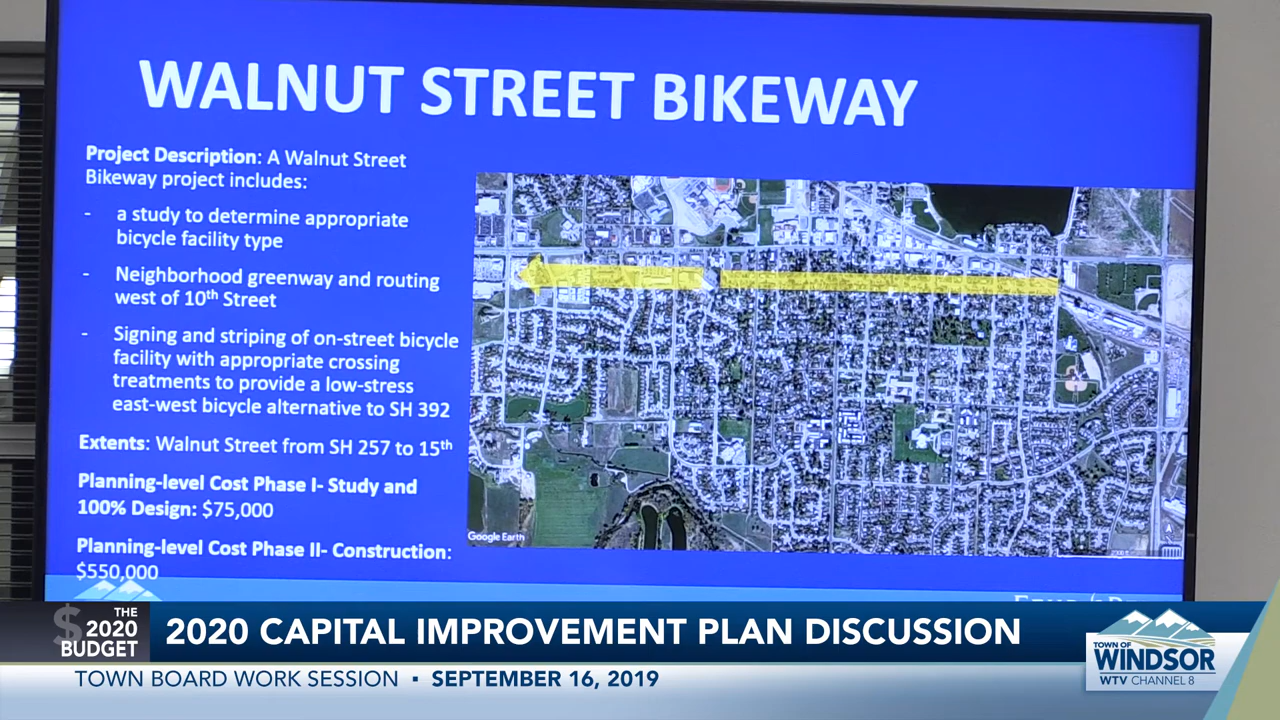 WALNUT STREET BIKEWAY
Project Description: A Walnut Street
Bikeway project includes:
- a study to determine appropriate
bicycle facility type
- Neighborhood greenway and routing
west of 10th Street
- Signing and striping of on-street bicycle
facility with appropriate crossing
treatments to provide a low-stress
east-west bicycle alternative to SH 392
Extents: Walnut Street from SH 257 to 15th
Planning-level Cost Phase I- Study and
100% Design: $75,000
Planning-level Cost Phase II- Construction:
$550,000
Google Earth
$ THE
2020
BUDGET
2020 CAPITAL IMPROVEMENT PLAN DISCUSSION
TOWN BOARD WORK SESSION ▪ SEPTEMBER 16, 2019
TOWN OF
WINDSOR
WTV CHANNEL 8